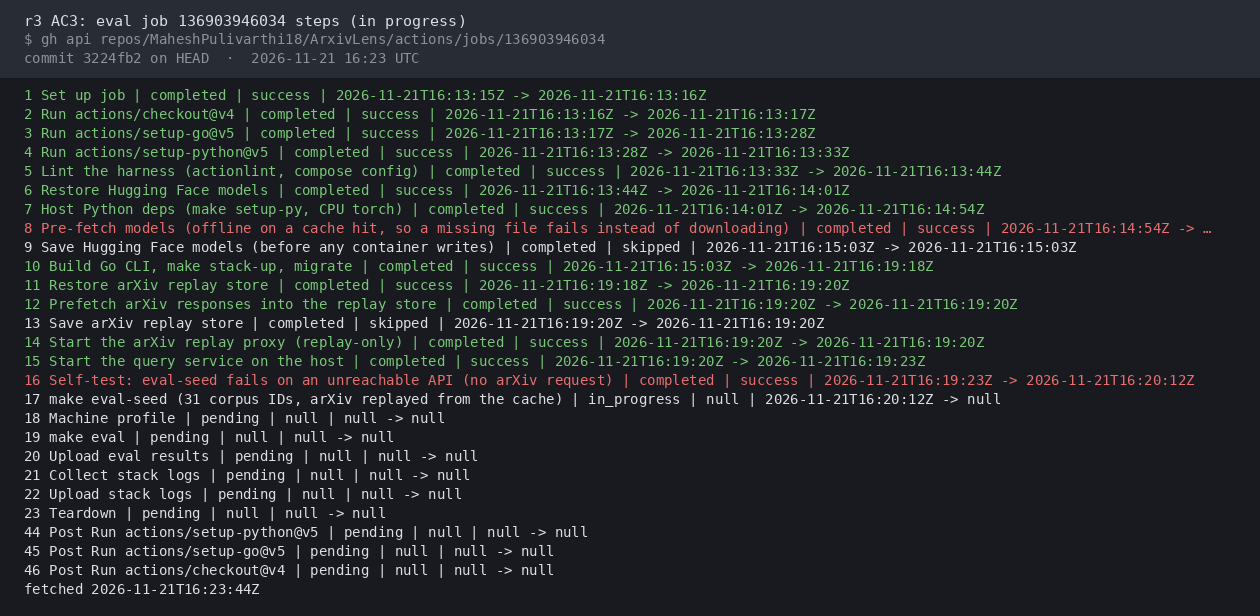 r3 AC3: eval job 136903946034 steps (in progress)
$ gh api repos/MaheshPulivarthi18/ArxivLens/actions/jobs/136903946034
commit 3224fb2 on HEAD · 2026-11-21 16:23 UTC
1 Set up job | completed | success | 2026-11-21T16:13:15Z -> 2026-11-21T16:13:16Z
2 Run actions/checkout@v4 | completed | success | 2026-11-21T16:13:16Z -> 2026-11-21T16:13:17Z
3 Run actions/setup-go@v5 | completed | success | 2026-11-21T16:13:17Z -> 2026-11-21T16:13:28Z
4 Run actions/setup-python@v5 | completed | success | 2026-11-21T16:13:28Z -> 2026-11-21T16:13:33Z
5 Lint the harness (actionlint, compose config) | completed | success | 2026-11-21T16:13:33Z -> 2026-11-21T16:13:44Z
6 Restore Hugging Face models | completed | success | 2026-11-21T16:13:44Z -> 2026-11-21T16:14:01Z
7 Host Python deps (make setup-py, CPU torch) | completed | success | 2026-11-21T16:14:01Z -> 2026-11-21T16:14:54Z
8 Pre-fetch models (offline on a cache hit, so a missing file fails instead of downloading) | completed | success | 2026-11-21T16:14:54Z -> …
9 Save Hugging Face models (before any container writes) | completed | skipped | 2026-11-21T16:15:03Z -> 2026-11-21T16:15:03Z
10 Build Go CLI, make stack-up, migrate | completed | success | 2026-11-21T16:15:03Z -> 2026-11-21T16:19:18Z
11 Restore arXiv replay store | completed | success | 2026-11-21T16:19:18Z -> 2026-11-21T16:19:20Z
12 Prefetch arXiv responses into the replay store | completed | success | 2026-11-21T16:19:20Z -> 2026-11-21T16:19:20Z
13 Save arXiv replay store | completed | skipped | 2026-11-21T16:19:20Z -> 2026-11-21T16:19:20Z
14 Start the arXiv replay proxy (replay-only) | completed | success | 2026-11-21T16:19:20Z -> 2026-11-21T16:19:20Z
15 Start the query service on the host | completed | success | 2026-11-21T16:19:20Z -> 2026-11-21T16:19:23Z
16 Self-test: eval-seed fails on an unreachable API (no arXiv request) | completed | success | 2026-11-21T16:19:23Z -> 2026-11-21T16:20:12Z
17 make eval-seed (31 corpus IDs, arXiv replayed from the cache) | in_progress | null | 2026-11-21T16:20:12Z -> null
18 Machine profile | pending | null | null -> null
19 make eval | pending | null | null -> null
20 Upload eval results | pending | null | null -> null
21 Collect stack logs | pending | null | null -> null
22 Upload stack logs | pending | null | null -> null
23 Teardown | pending | null | null -> null
44 Post Run actions/setup-python@v5 | pending | null | null -> null
45 Post Run actions/setup-go@v5 | pending | null | null -> null
46 Post Run actions/checkout@v4 | pending | null | null -> null
fetched 2026-11-21T16:23:44Z